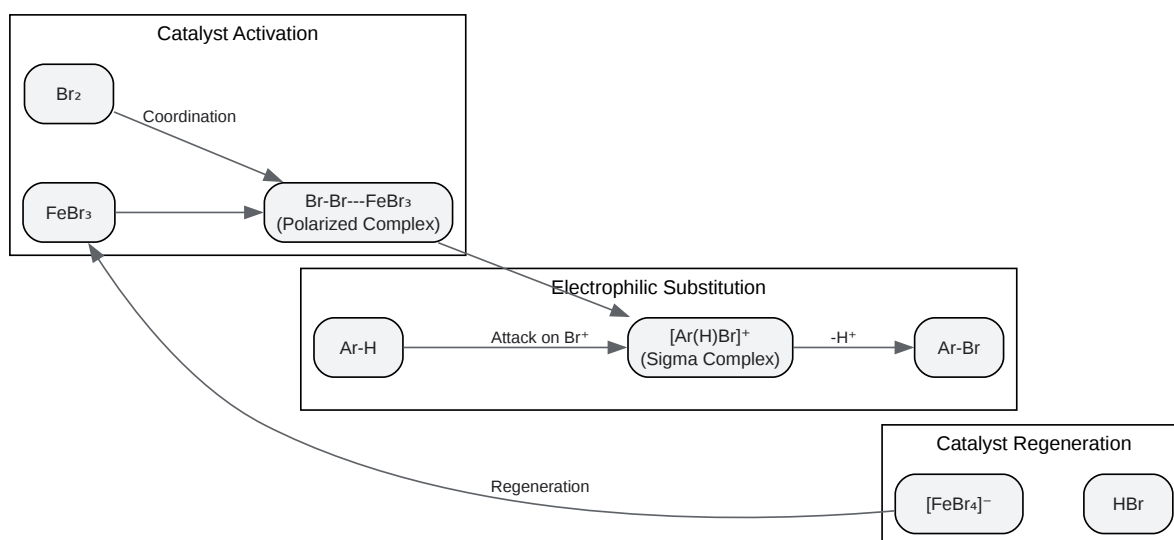 Catalyst Activation
Br₂
Coordination
FeBr₃
Br-Br---FeBr₃
(Polarized Complex)
Electrophilic Substitution
Ar-H
Attack on Br⁺
[Ar(H)Br]⁺
(Sigma Complex)
-H⁺
Ar-Br
Catalyst Regeneration
Regeneration
[FeBr₄]⁻
HBr